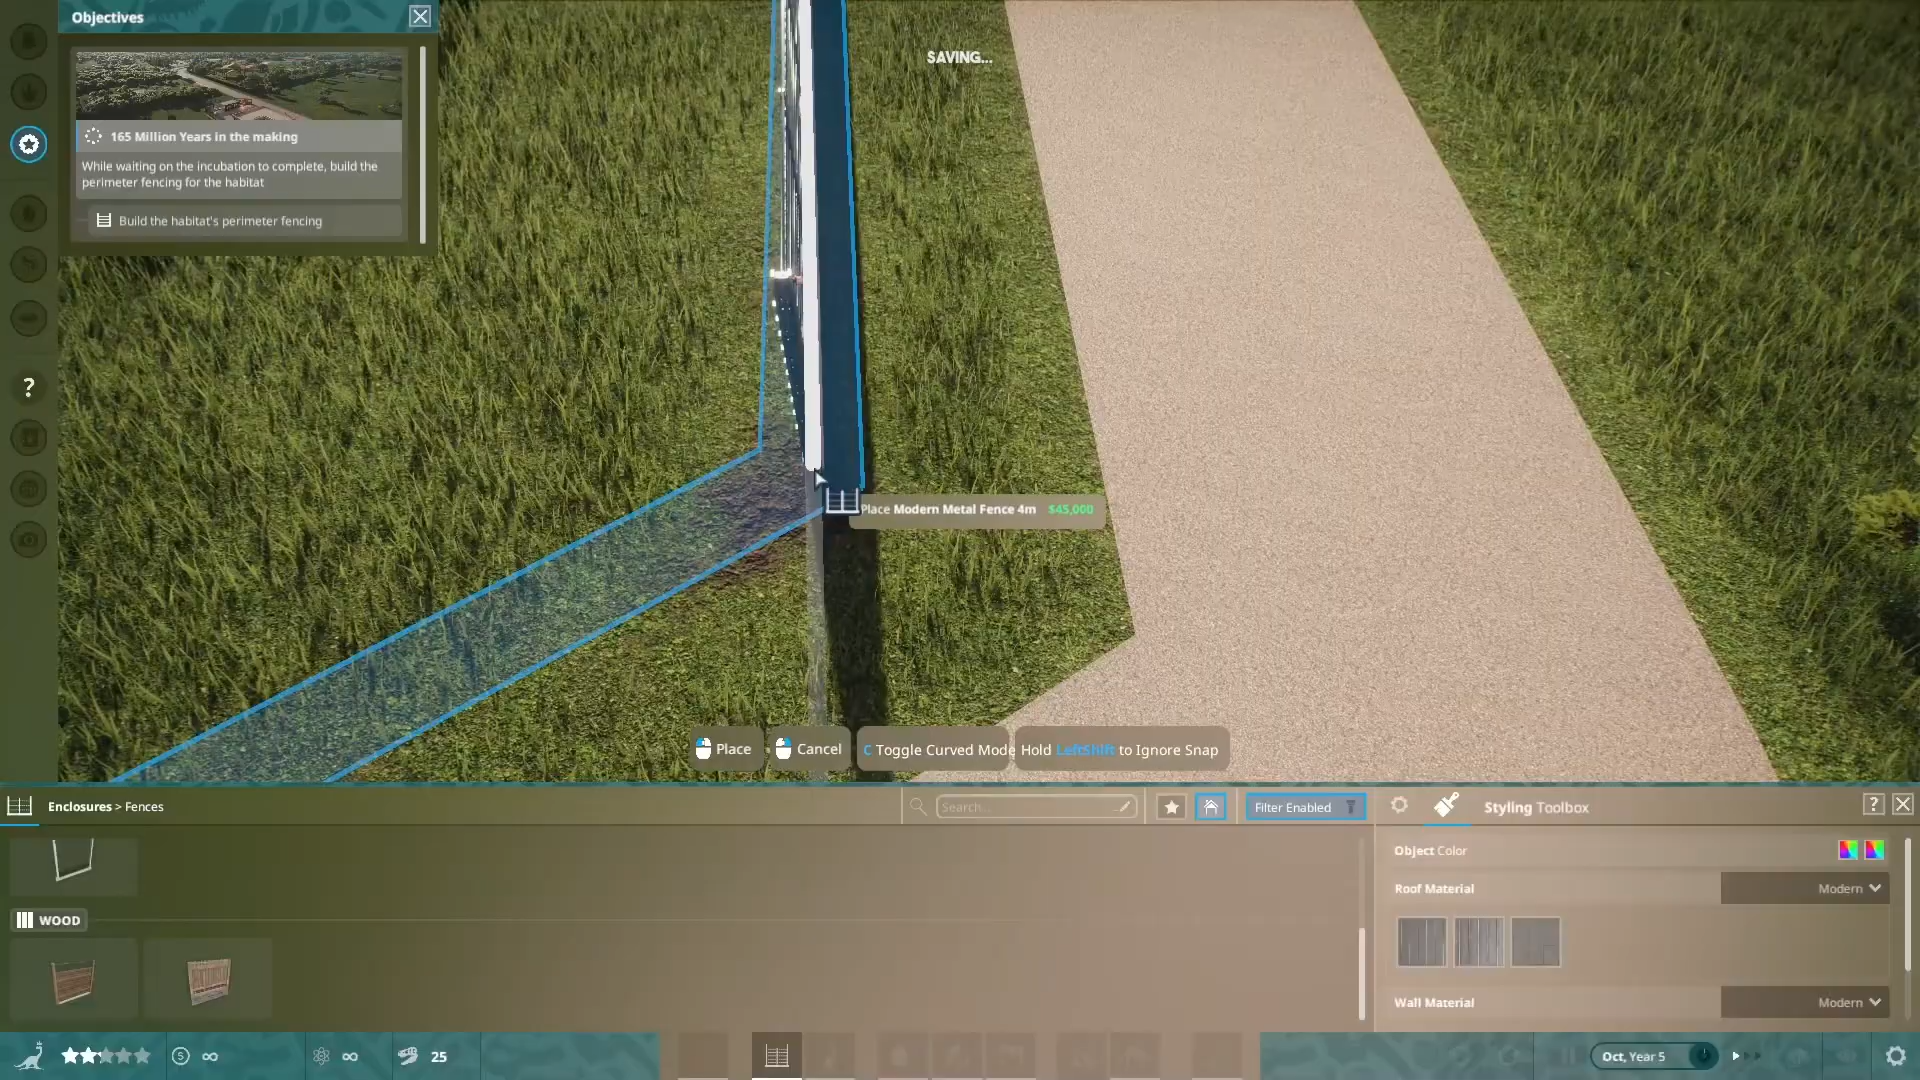 Objectives
SAVING...
165 Million Years in the making
While waiting on the incubation to complete, build the
perimeter fencing for the habitat
Build the habitat's perimeter fencing
?
Place Modern Metal Fence 4m $45,000
Place
Cancel
C Toggle Curved Mode
Hold LeftShift to Ignore Snap
Enclosures > Fences
Search...
Filter Enabled
Styling Toolbox
?
Object Color
Roof Material
Modern
WOOD
Wall Material
Modern
∞
∞
25
Oct, Year 5